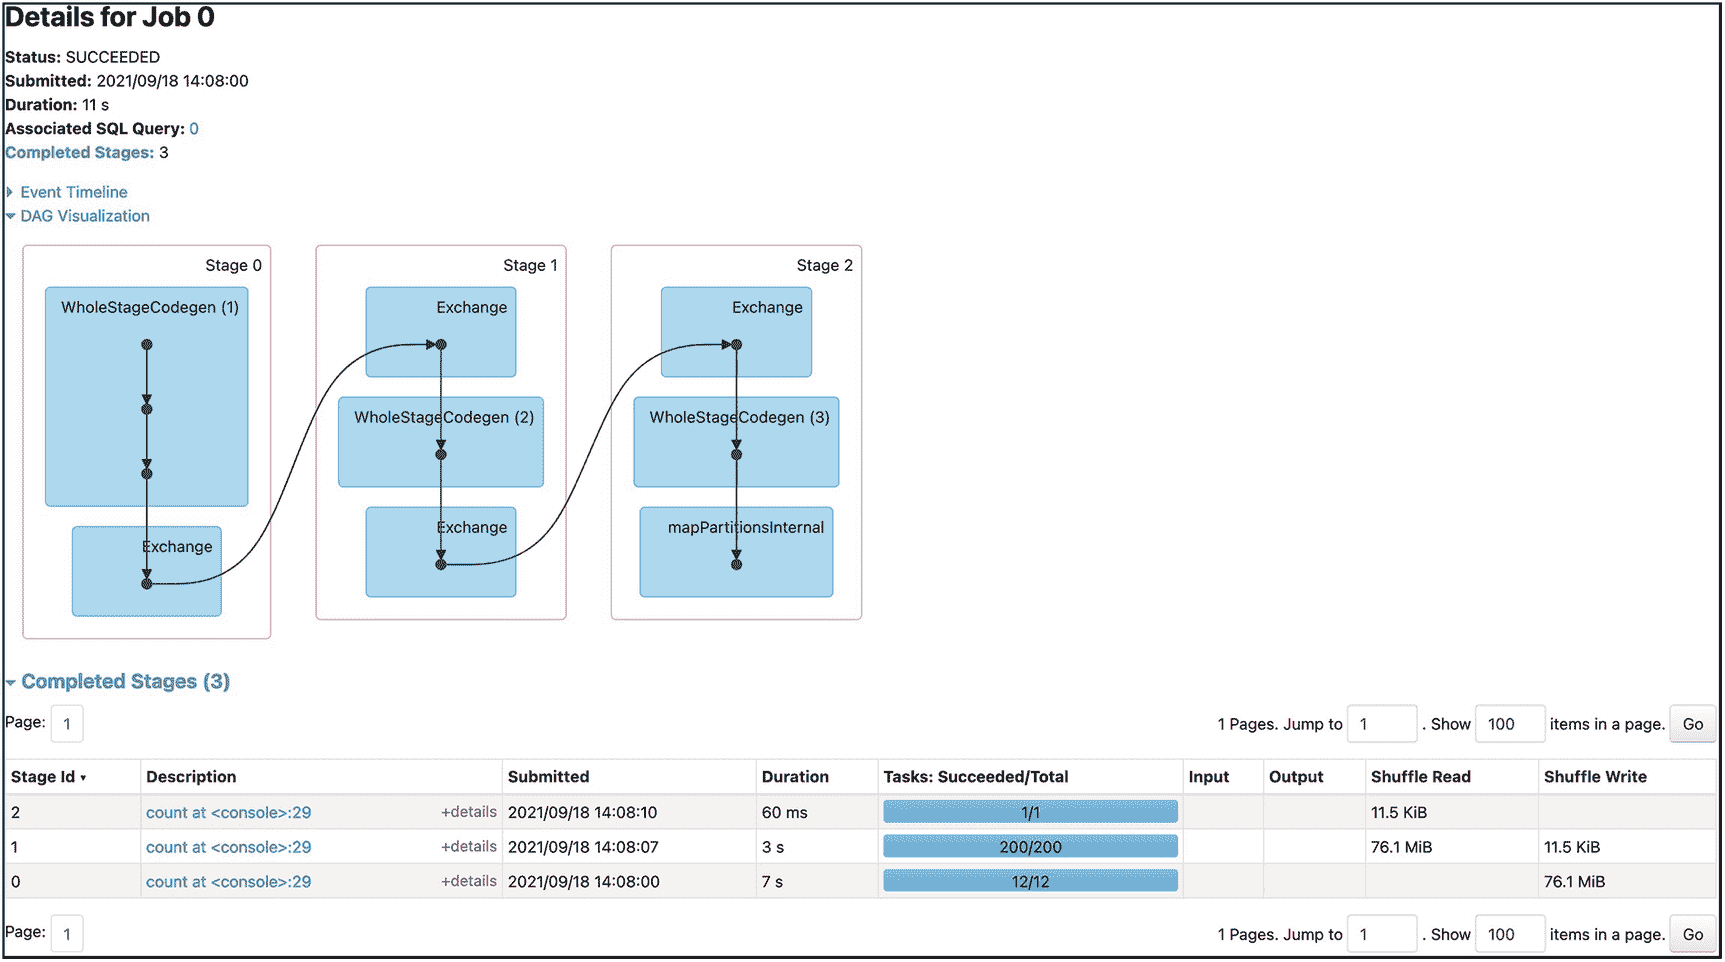 Details for Job 0
Status: SUCCEEDED
Submitted: 2021/09/18 14:08:00
Duration: 11 s
Associated SQL Query: 0
Completed Stages: 3
Event Timeline
DAG Visualization
Stage 0
WholeStageCodegen (1)
Exchange
Stage 1
Exchange
WholeStageCodegen (2)
Exchange
Stage 2
Exchange
WholeStageCodegen (3)
mapPartitionsInternal
Completed Stages (3)
Page: 1 1 Pages. Jump to 1 . Show 100 items in a page. Go
Stage Id Description Submitted Duration Tasks: Succeeded/Total Input Output Shuffle Read Shuffle Write
2 count at <console>:29 +details 2021/09/18 14:08:10 60 ms 1/1 11.5 KiB
1 count at <console>:29 +details 2021/09/18 14:08:07 3 s 200/200 76.1 MiB 11.5 KiB
0 count at <console>:29 +details 2021/09/18 14:08:00 7 s 12/12 76.1 MiB
Page: 1 1 Pages. Jump to 1 . Show 100 items in a page. Go